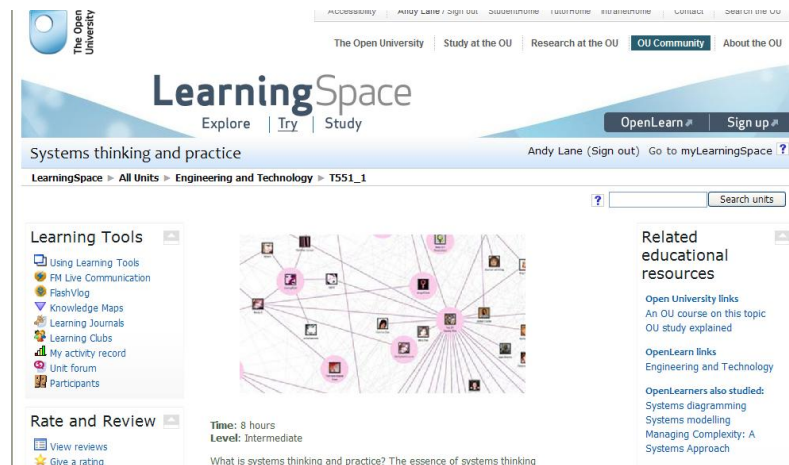 The Open
University
Accessibility Andy Lane / Sign out StudentHome TutorHome IntranetHome Contact Search the OU
The Open University Study at the OU Research at the OU OU Community About the OU
LearningSpace
Explore Try Study
OpenLearn Sign up
Systems thinking and practice
Andy Lane (Sign out) Go to myLearningSpace ?
LearningSpace ► All Units ► Engineering and Technology ► T551_1
? Search units
Learning Tools
Using Learning Tools
FM Live Communication
FlashVlog
Knowledge Maps
Learning Journals
Learning Clubs
My activity record
Unit forum
Participants
Rate and Review
View reviews
Give a rating
Time: 8 hours
Level: Intermediate
What is systems thinking and practice? The essence of systems thinking
Related
educational
resources
Open University links
An OU course on this topic
OU study explained
OpenLearn links
Engineering and Technology
OpenLearners also studied:
Systems diagramming
Systems modelling
Managing Complexity: A
Systems Approach